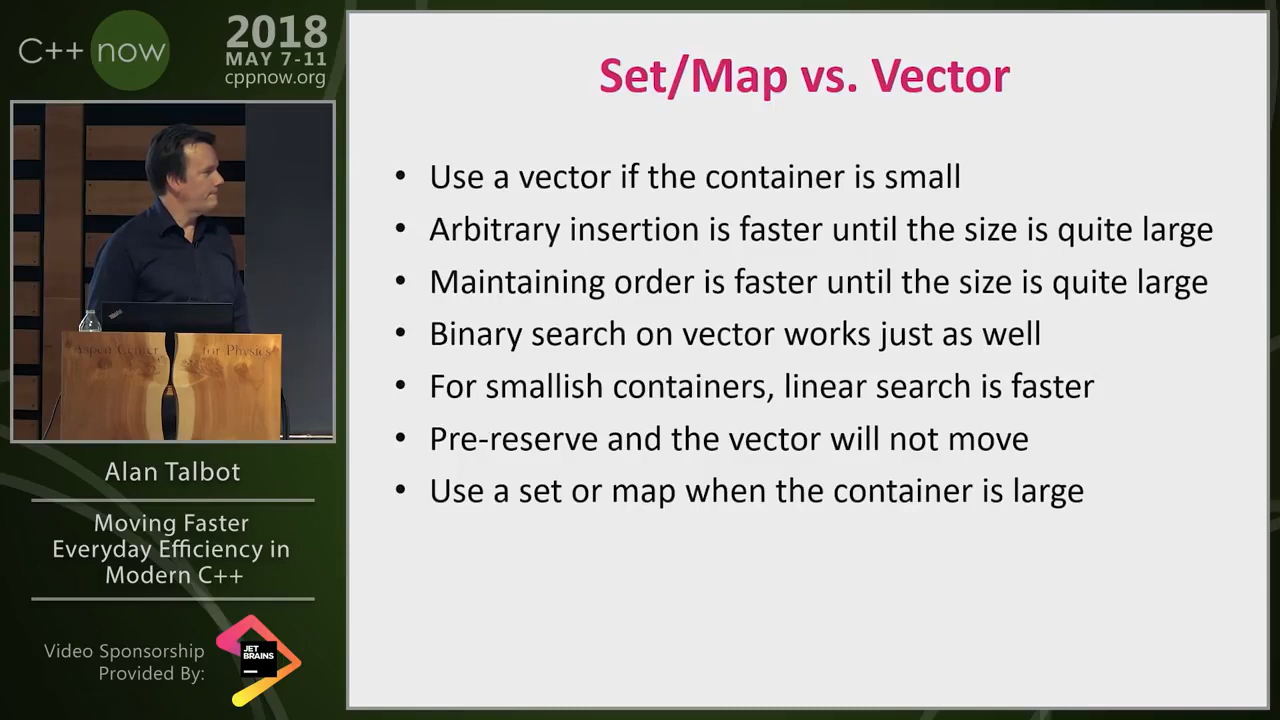 C++ now
2018
MAY 7-11
cppnow.org
Aspen Center for Physics
Alan Talbot
Moving Faster
Everyday Efficiency in
Modern C++
Video Sponsorship
Provided By:
JET
BRAINS
Set/Map vs. Vector
• Use a vector if the container is small
• Arbitrary insertion is faster until the size is quite large
• Maintaining order is faster until the size is quite large
• Binary search on vector works just as well
• For smallish containers, linear search is faster
• Pre-reserve and the vector will not move
• Use a set or map when the container is large